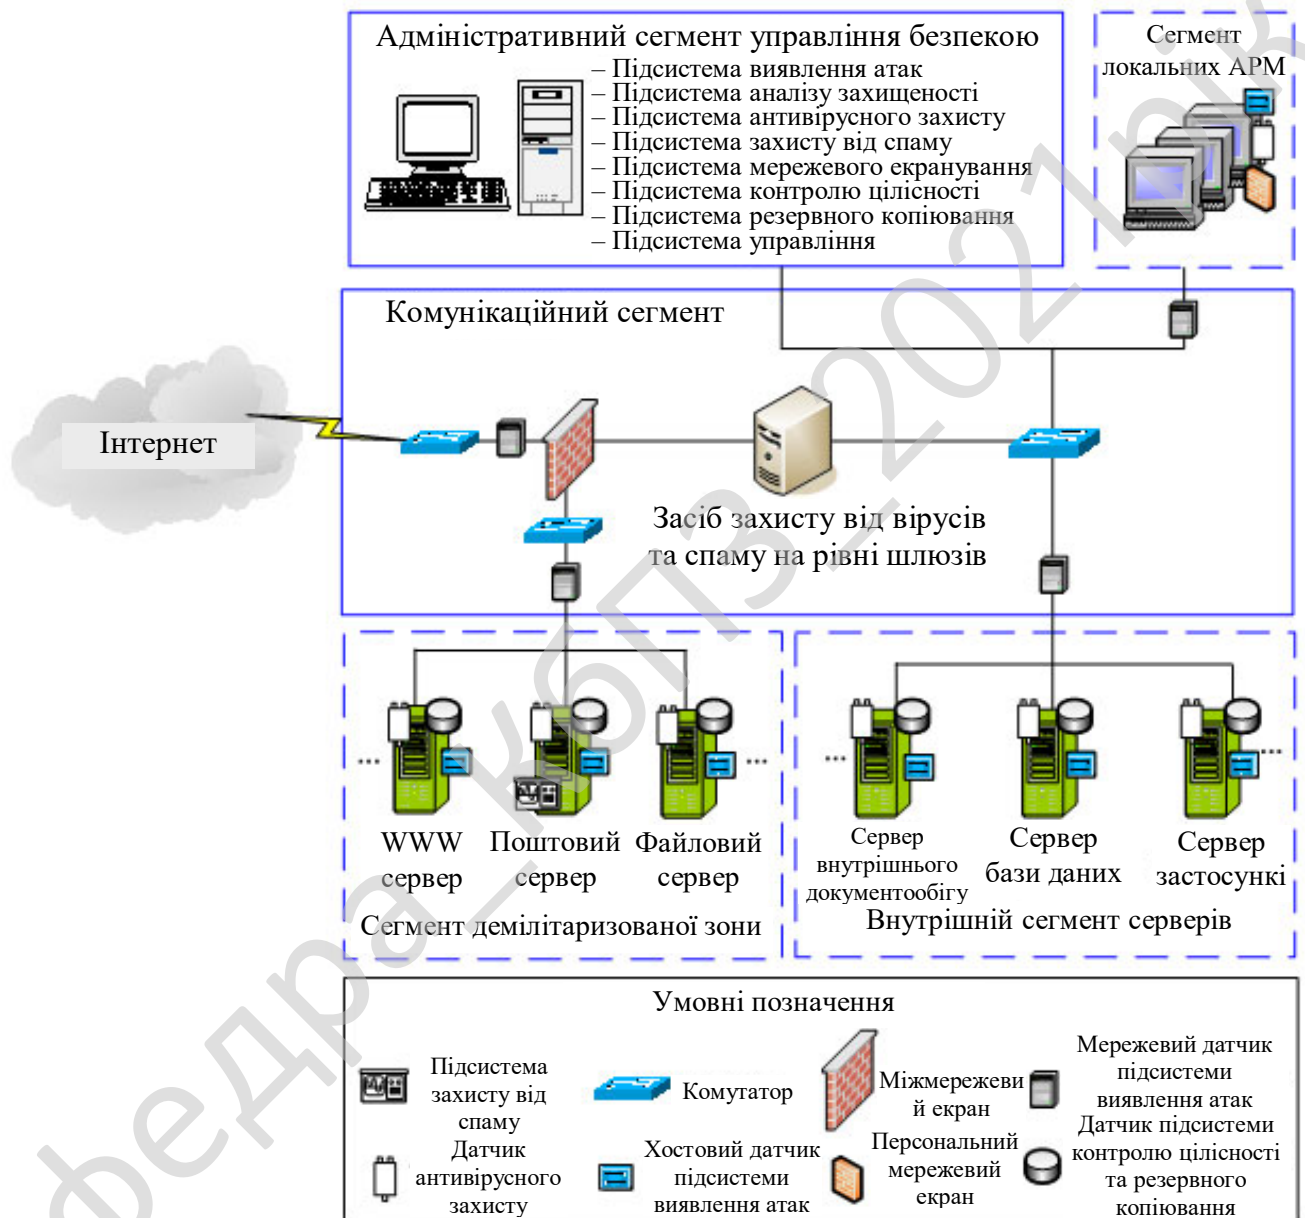 Адміністративний сегмент управління безпекою
– Підсистема виявлення атак
– Підсистема аналізу захищеності
– Підсистема антивірусного захисту
– Підсистема захисту від спаму
– Підсистема мережевого екранування
– Підсистема контролю цілісності
– Підсистема резервного копіювання
– Підсистема управління
Сегмент
локальних АРМ
Комунікаційний сегмент
Інтернет
Засіб захисту від вірусів
та спаму на рівні шлюзів
...
WWW
сервер
Поштовий
сервер
Файловий
сервер
...
Сегмент демілітаризованої зони
...
Сервер
внутрішнього
документообігу
Сервер
бази даних
Сервер
застосункі
...
Внутрішній сегмент серверів
Умовні позначення
Підсистема
захисту від
спаму
Комутатор
Міжмережеви
й екран
Мережевий датчик
підсистеми
виявлення атак
Датчик
антивірусного
захисту
Хостовий датчик
підсистеми
виявлення атак
Персональний
мережевий
екран
Датчик підсистеми
контролю цілісності
та резервного
копіювання
федра_кбПЗ_2021рік